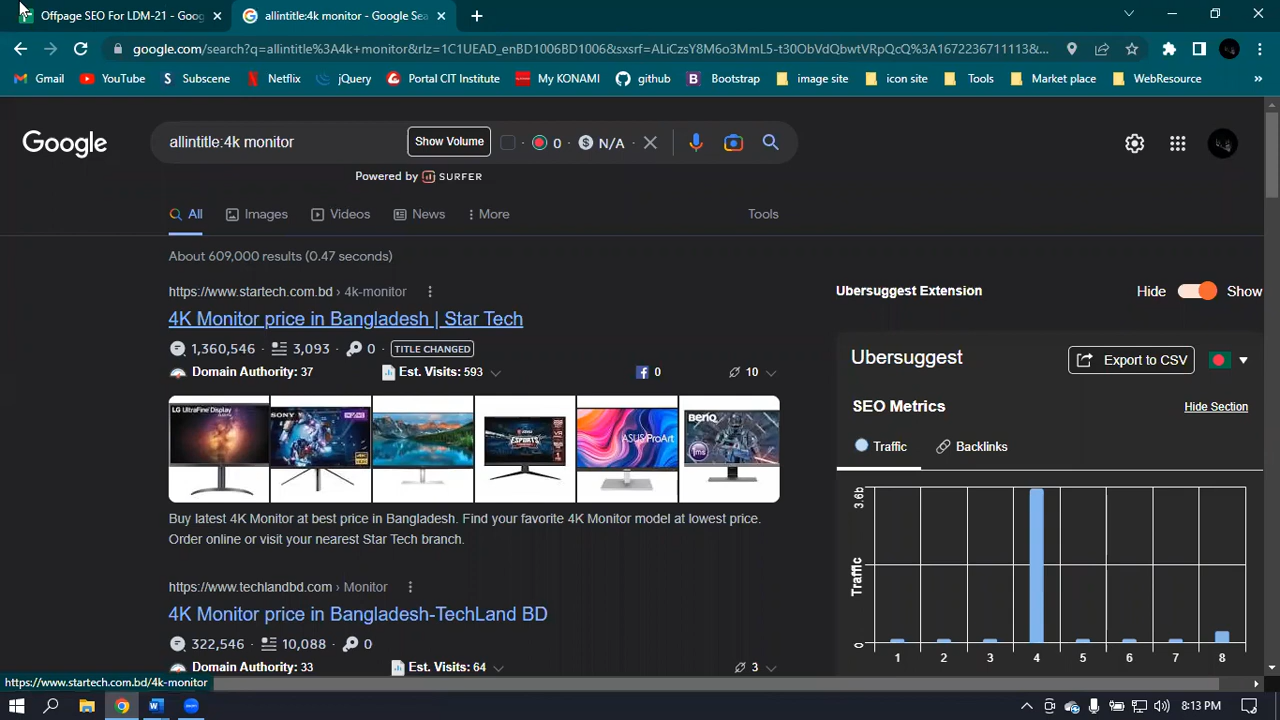 Offpage SEO For LDM-21 - Goog
allintitle:4k monitor - Google Sea
google.com/search?q=allintitle%3A4k+monitor&rlz=1C1UEAD_enBD1006BD1006&sxsrf=ALiCzsY8M6o3MmL5-t30ObVdQbwtVRpQcQ%3A1672236711113&...
Gmail
YouTube
Subscene
Netflix
jQuery
Portal CIT Institute
My KONAMI
github
Bootstrap
image site
icon site
Tools
Market place
WebResource
»
Google
allintitle:4k monitor
Show Volume
0
N/A
Powered by SURFER
All
Images
Videos
News
More
Tools
About 609,000 results (0.47 seconds)
https://www.startech.com.bd › 4k-monitor
4K Monitor price in Bangladesh | Star Tech
1,360,546 · 3,093 · 0 · TITLE CHANGED
Domain Authority: 37
Est. Visits: 593
0
10
LG UltraFine Display
SONY
ESPORTS
ASUS ProArt
BenQ
Buy latest 4K Monitor at best price in Bangladesh. Find your favorite 4K Monitor model at lowest price.
Order online or visit your nearest Star Tech branch.
https://www.techlandbd.com › Monitor
4K Monitor price in Bangladesh-TechLand BD
322,546 · 10,088 · 0
Domain Authority: 33
Est. Visits: 64
3
Ubersuggest Extension
Hide
Show
Ubersuggest
Export to CSV
SEO Metrics
Hide Section
Traffic
Backlinks
3.6b
Traffic
0
1 2 3 4 5 6 7 8
https://www.startech.com.bd/4k-monitor
8:13 PM